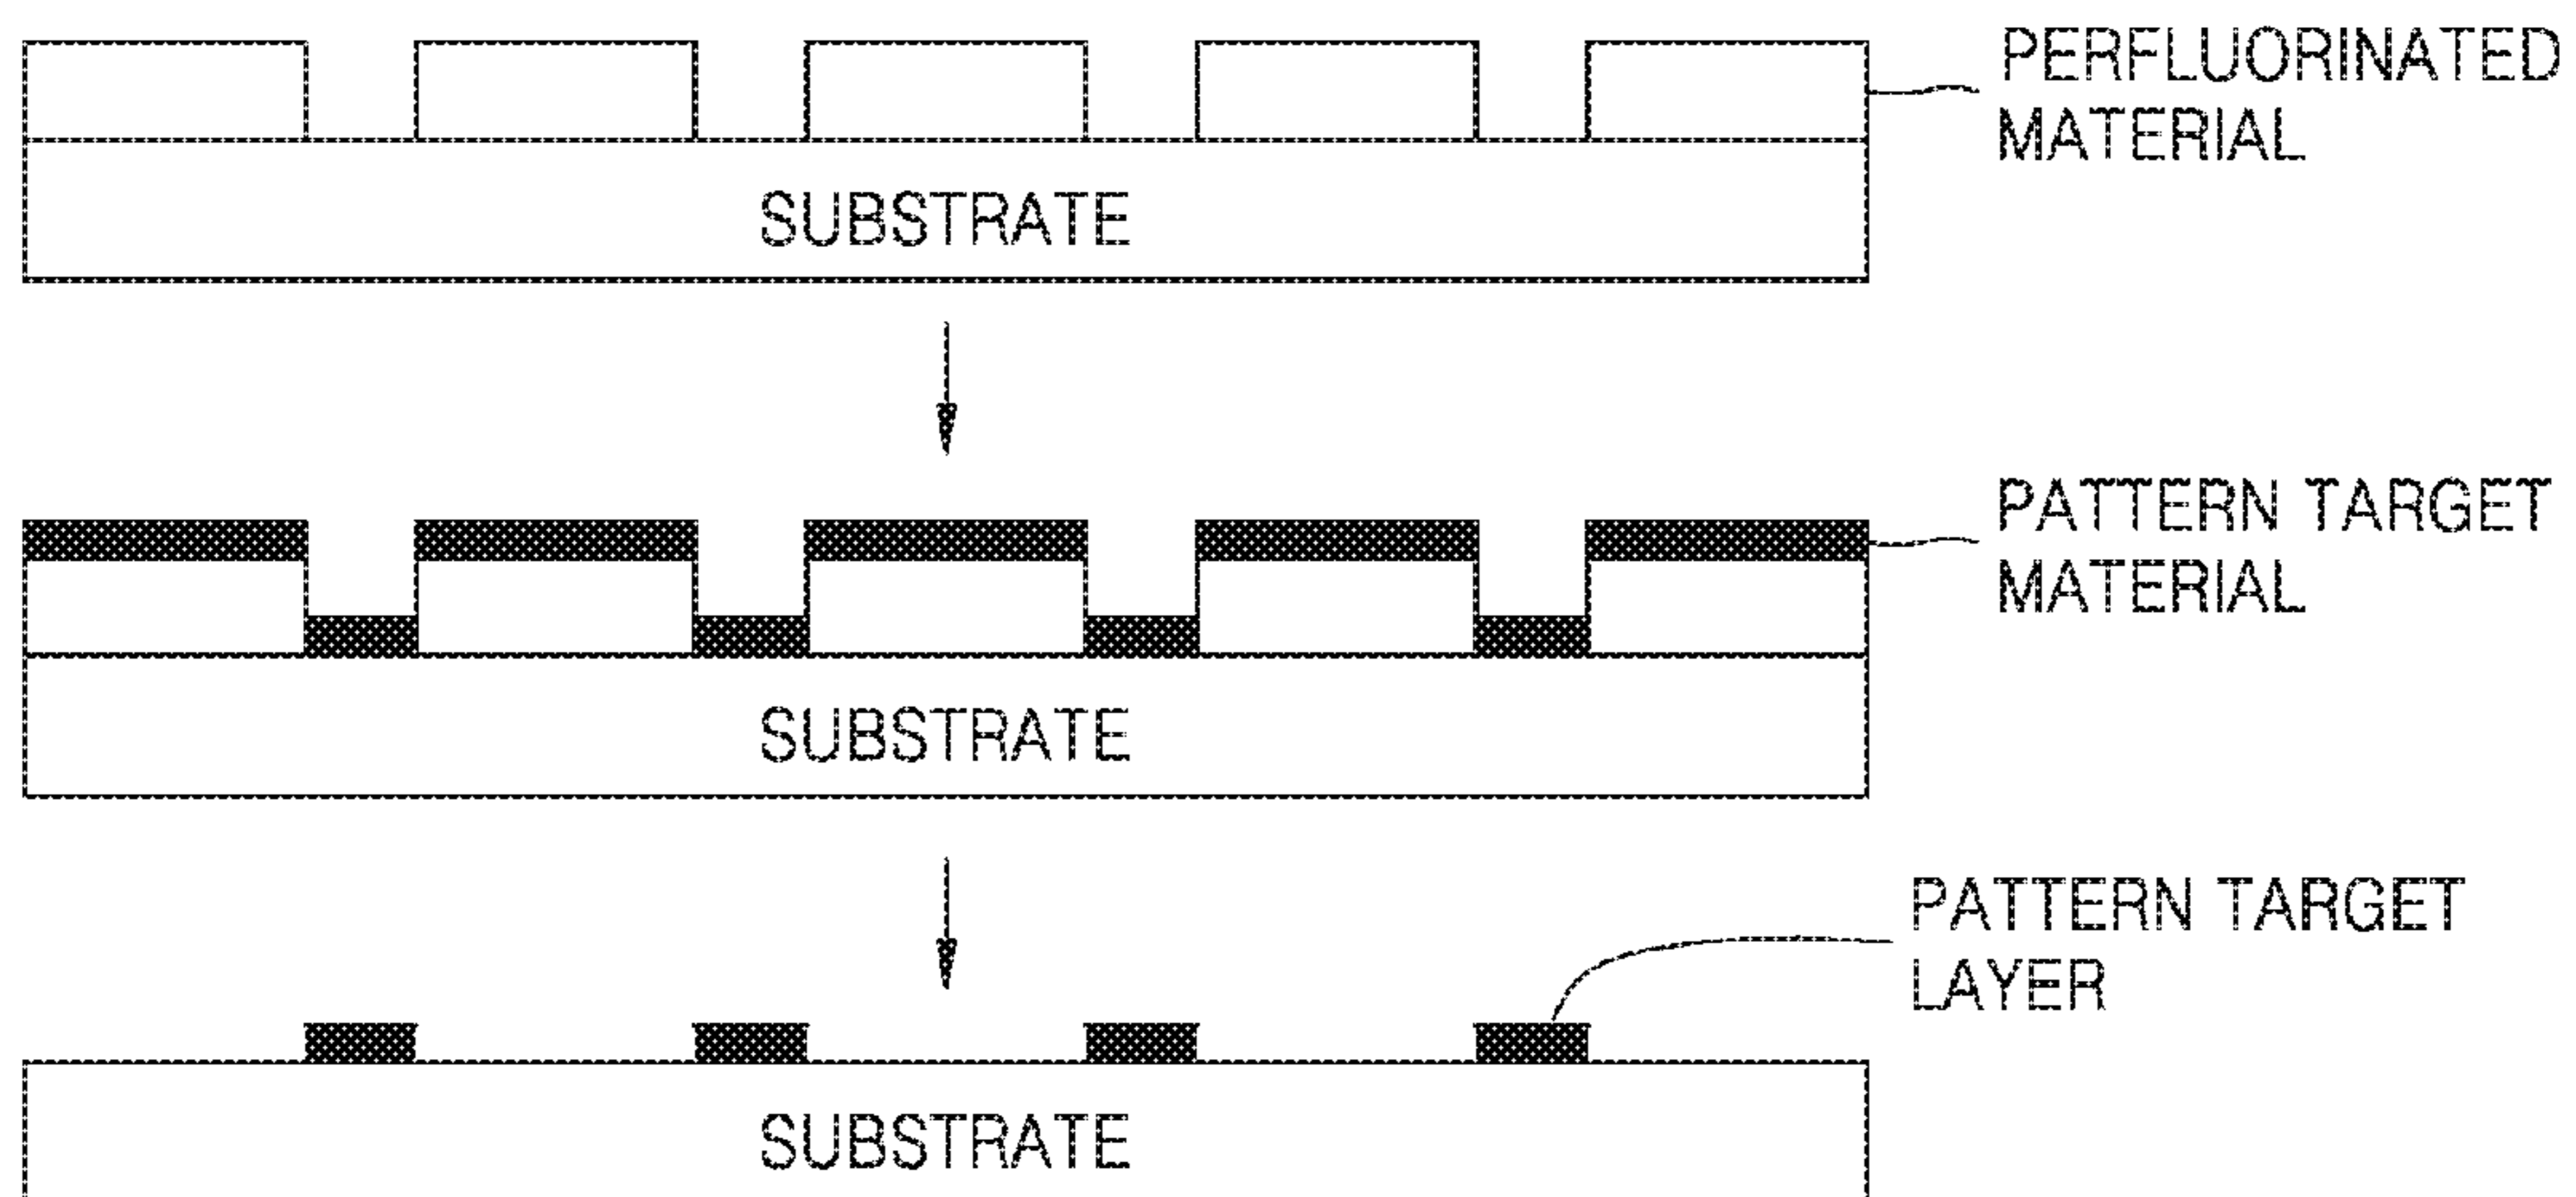 PERFLUORINATED
MATERIAL
SUBSTRATE
PATTERN TARGET
MATERIAL
SUBSTRATE
PATTERN TARGET
LAYER
SUBSTRATE